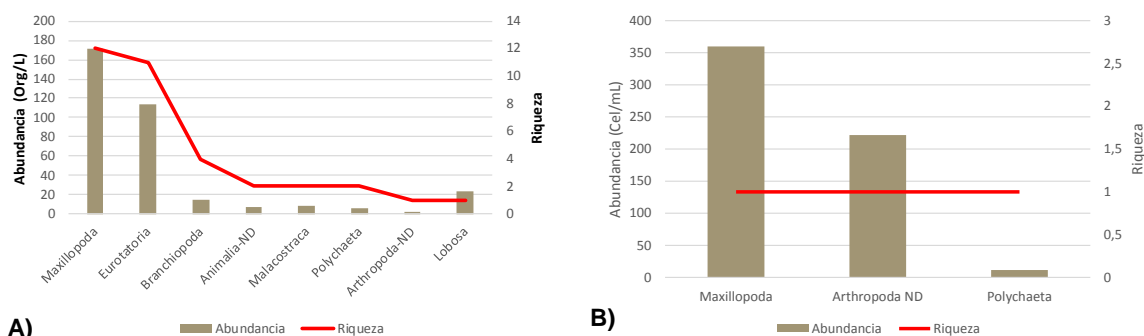 200
180
160
140
120
100
80
60
40
20
0
14
12
10
8
6
4
2
0
Abundancia (Org/L)
Riqueza
Maxillopoda
Eurotatoria
Branchiopoda
Animalia-ND
Malacostraca
Polychaeta
Arthropoda-ND
Lobosa
Abundancia
Riqueza
A)
400
350
300
250
200
150
100
50
0
3
2,5
2
1,5
1
0,5
0
Abundancia (Cel/mL)
Riqueza
Maxillopoda
Arthropoda ND
Polychaeta
Abundancia
Riqueza
B)